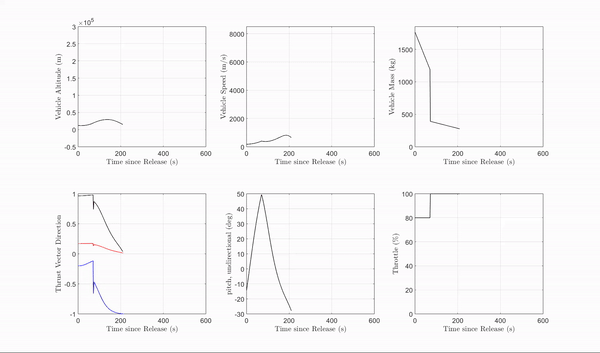 ×10⁵
3
2.5
2
1.5
1
0.5
0
-0.5
0 200 400 600
Vehicle Altitude (m)
Time since Release (s)
8000
6000
4000
2000
0
0 200 400 600
Vehicle Speed (m/s)
Time since Release (s)
1500
1000
500
0
0 200 400 600
Vehicle Mass (kg)
Time since Release (s)
1
0.5
0
-0.5
-1
0 200 400 600
Thrust Vector Direction
Time since Release (s)
50
40
30
20
10
0
-10
-20
-30
0 200 400 600
pitch, undirectional (deg)
Time since Release (s)
100
80
60
40
20
0
0 200 400 600
Throttle (%)
Time since Release (s)